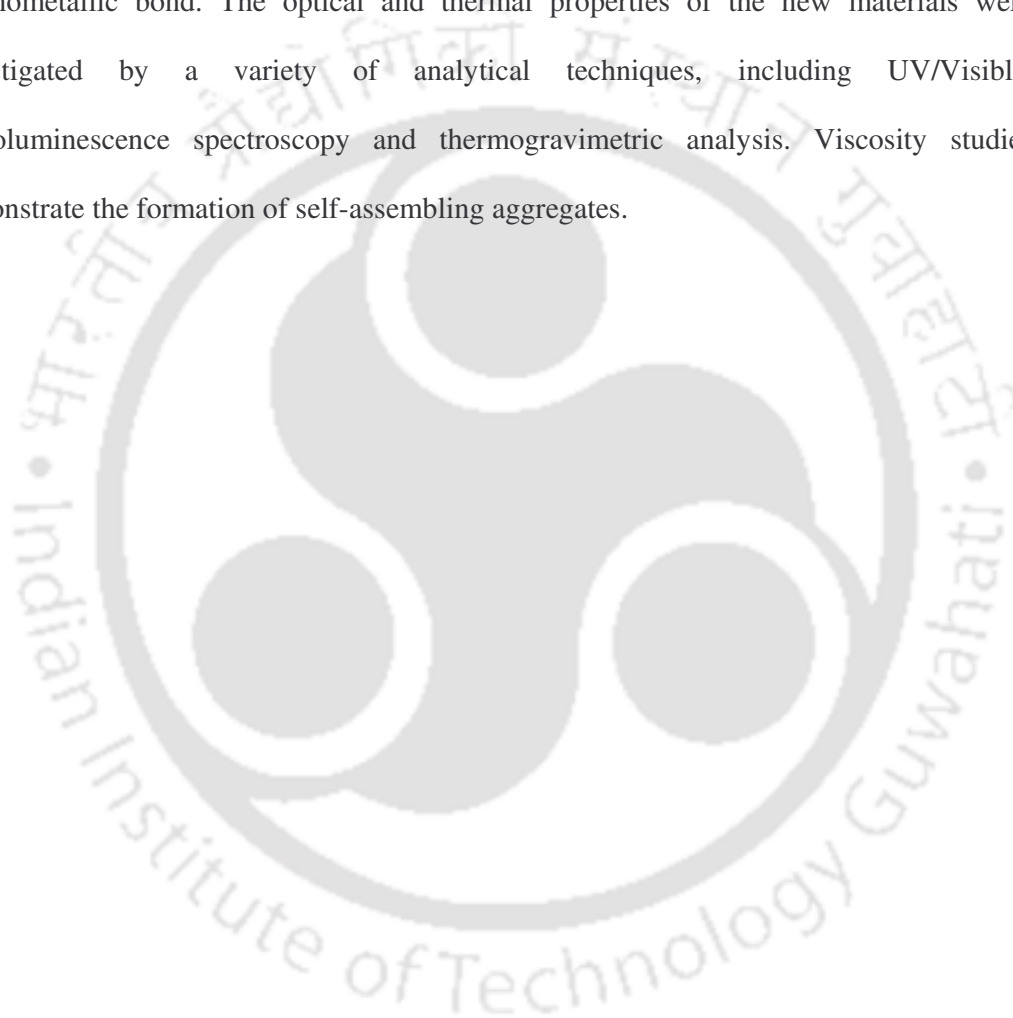 nometallic bond. The optical and thermal properties of the new materials wer
tigated by a variety of analytical techniques, including UV/Visibl
oluminescence spectroscopy and thermogravimetric analysis. Viscosity studie
onstrate the formation of self-assembling aggregates.
भारतीय प्रौद्योगिकी संस्थान गुवाहाटी
Indian Institute of Technology Guwahati